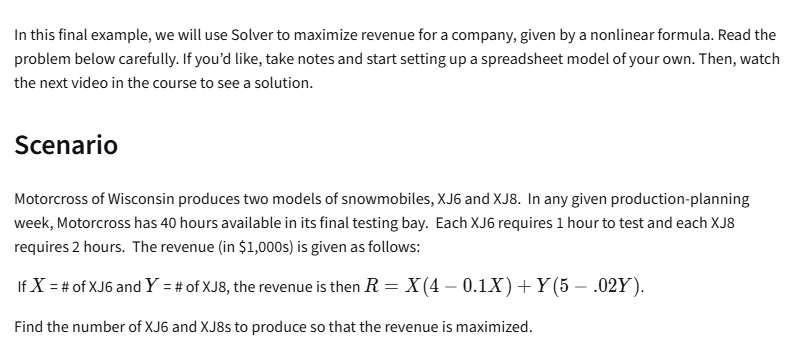 In this final example, we will use Solver to maximize revenue for a company, given by a nonlinear formula. Read the
problem below carefully. If you’d like, take notes and start setting up a spreadsheet model of your own. Then, watch
the next video in the course to see a solution.
Scenario
Motorcross of Wisconsin produces two models of snowmobiles, XJ6 and XJ8. In any given production-planning
week, Motorcross has 40 hours available in its final testing bay. Each XJ6 requires 1 hour to test and each XJ8
requires 2 hours. The revenue (in $1,000s) is given as follows:
If X = # of XJ6 and Y = # of XJ8, the revenue is then R = X(4 − 0.1X) + Y(5 − .02Y).
Find the number of XJ6 and XJ8s to produce so that the revenue is maximized.